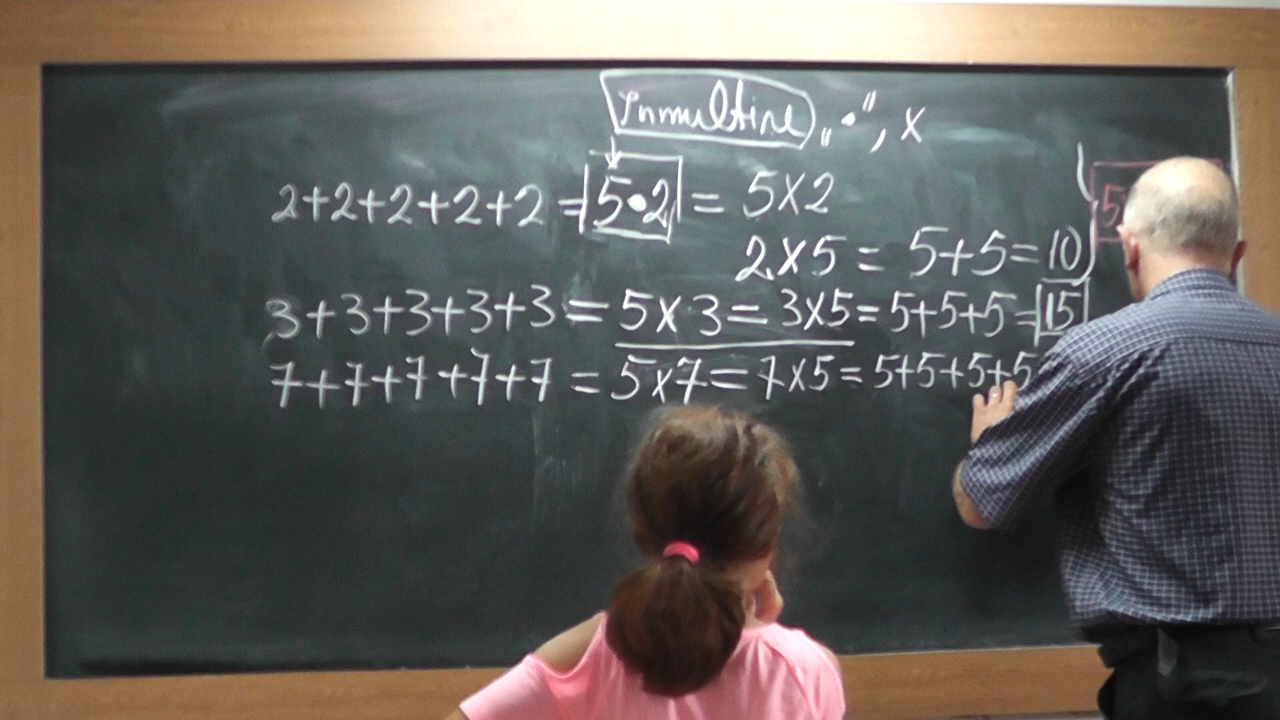 Inmultire „•”, x
2+2+2+2+2 = 5•2 = 5x2
2x5 = 5+5=10
3+3+3+3+3 = 5x3 = 3x5=5+5+5=15
7+7+7+7+7 = 5x7= 7x5=5+5+5+5